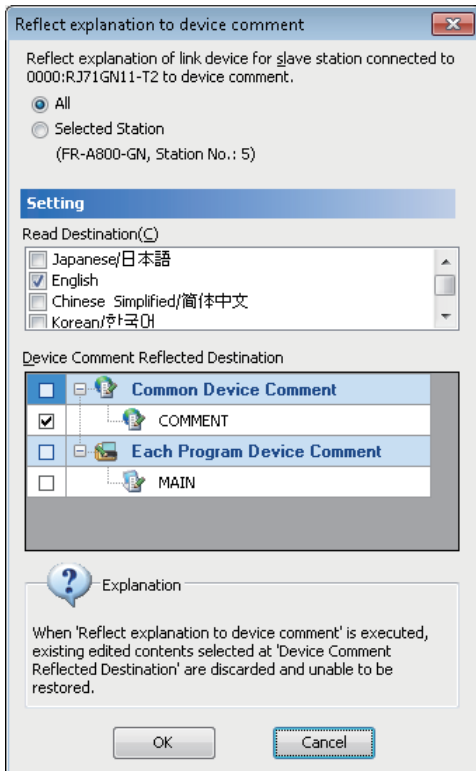 Reflect explanation to device comment
Reflect explanation of link device for slave station connected to
0000:RJ71GN11-T2 to device comment.
All
Selected Station
(FR-A800-GN, Station No.: 5)
Setting
Read Destination(C)
Japanese/日本語
English
Chinese Simplified/简体中文
Korean/한국어
Device Comment Reflected Destination
Common Device Comment
COMMENT
Each Program Device Comment
MAIN
Explanation
When 'Reflect explanation to device comment' is executed,
existing edited contents selected at 'Device Comment
Reflected Destination' are discarded and unable to be
restored.
OK
Cancel